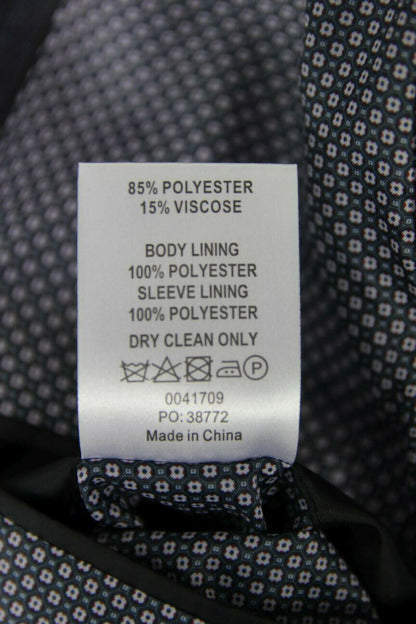 85% POLYESTER
15% VISCOSE
BODY LINING
100% POLYESTER
SLEEVE LINING
100% POLYESTER
DRY CLEAN ONLY
P
0041709
PO: 38772
Made in China